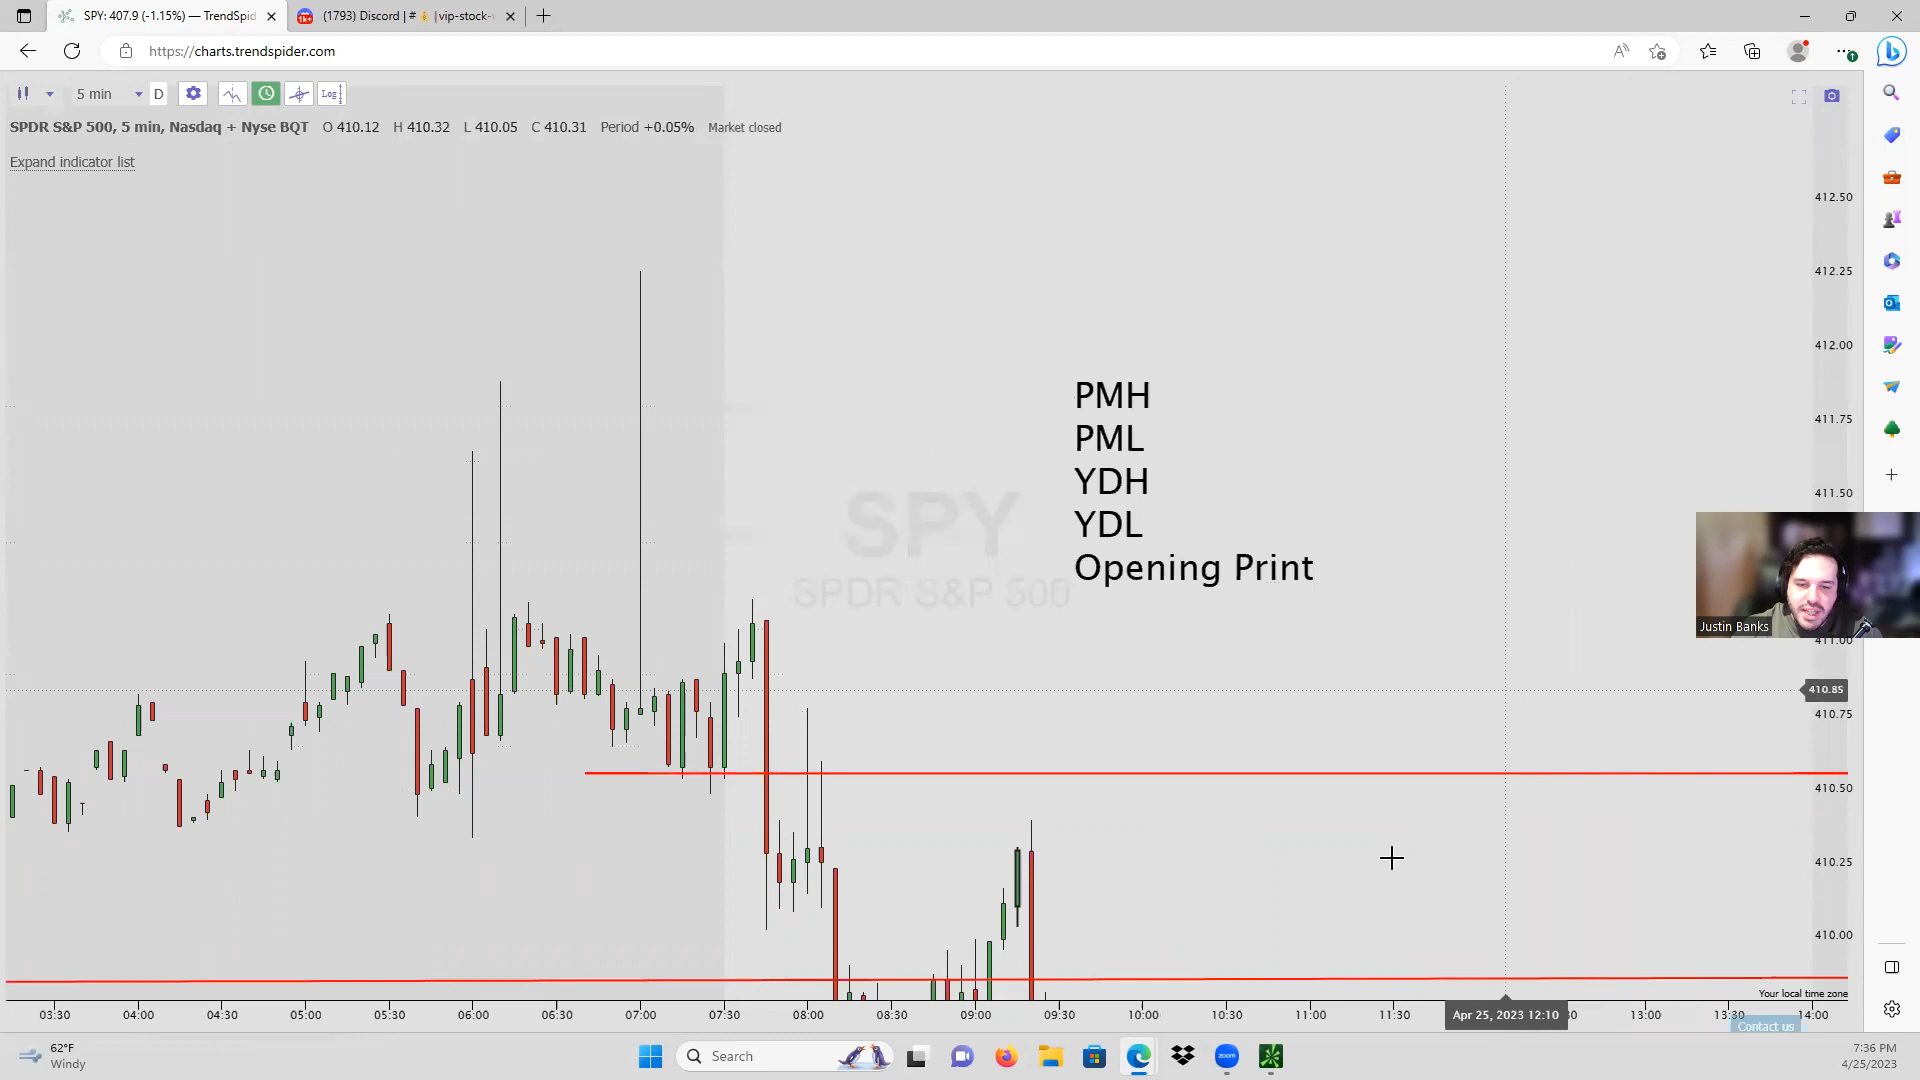 SPY: 407.9 (-1.15%) — TrendSpid
(1793) Discord | # | vip-stock-
https://charts.trendspider.com
5 min
D
Log
SPDR S&P 500, 5 min, Nasdaq + Nyse BQT O 410.12 H 410.32 L 410.05 C 410.31 Period +0.05% Market closed
Expand indicator list
412.50
412.25
412.00
411.75
411.50
411.00
410.85
410.75
410.50
410.25
410.00
PMH
PML
YDH
YDL
Opening Print
SPY
SPDR S&P 500
Justin Banks
Your local time zone
03:30 04:00 04:30 05:00 05:30 06:00 06:30 07:00 07:30 08:00 08:30 09:00 09:30 10:00 10:30 11:00 11:30 Apr 25, 2023 12:10 13:00 13:30 14:00
Contact us
62°F
Windy
Search
zoom
7:36 PM
4/25/2023